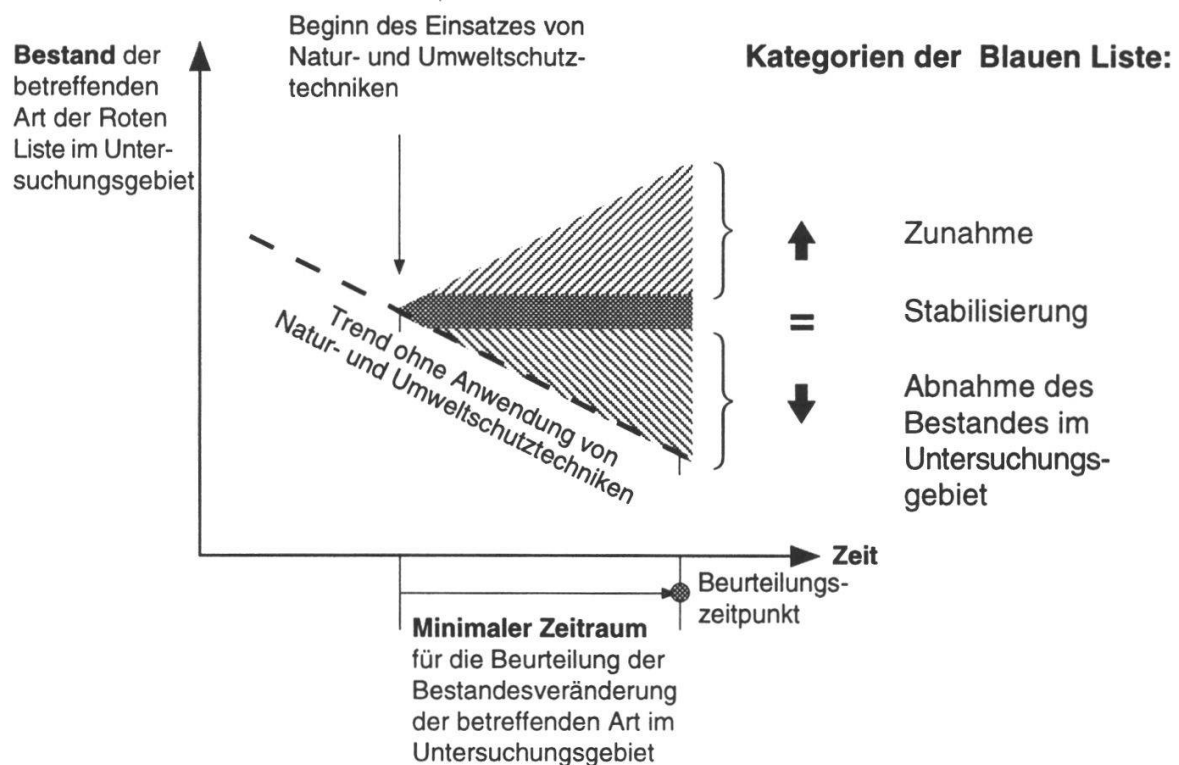 Beginn des Einsatzes von
Natur- und Umweltschutz-
techniken
Bestand der
betreffenden
Art der Roten
Liste im Unter-
suchungsgebiet
Kategorien der Blauen Liste:
Zunahme
=
Stabilisierung
Abnahme des
Bestandes im
Untersuchungs-
gebiet
Trend ohne Anwendung von
Natur- und Umweltschutztechniken
Zeit
Beurteilungs-
zeitpunkt
Minimaler Zeitraum
für die Beurteilung der
Bestandesveränderung
der betreffenden Art im
Untersuchungsgebiet